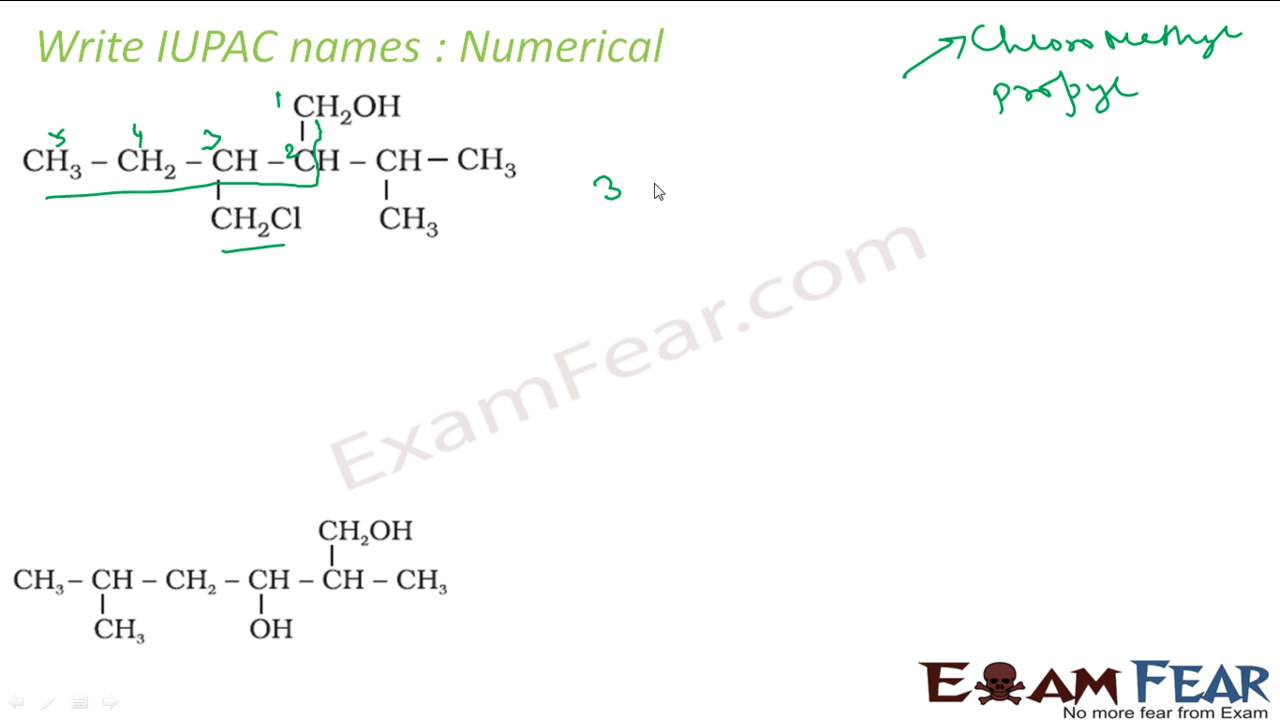 Write IUPAC names : Numerical
Chloro Methyl
propyl
1 CH₂OH
5 4 3 2
CH₃ – CH₂ – CH – CH – CH – CH₃
CH₂Cl CH₃
3
ExamFear.com
CH₂OH
CH₃ – CH – CH₂ – CH – CH – CH₃
CH₃ OH
EXAM FEAR
No more fear from Exam